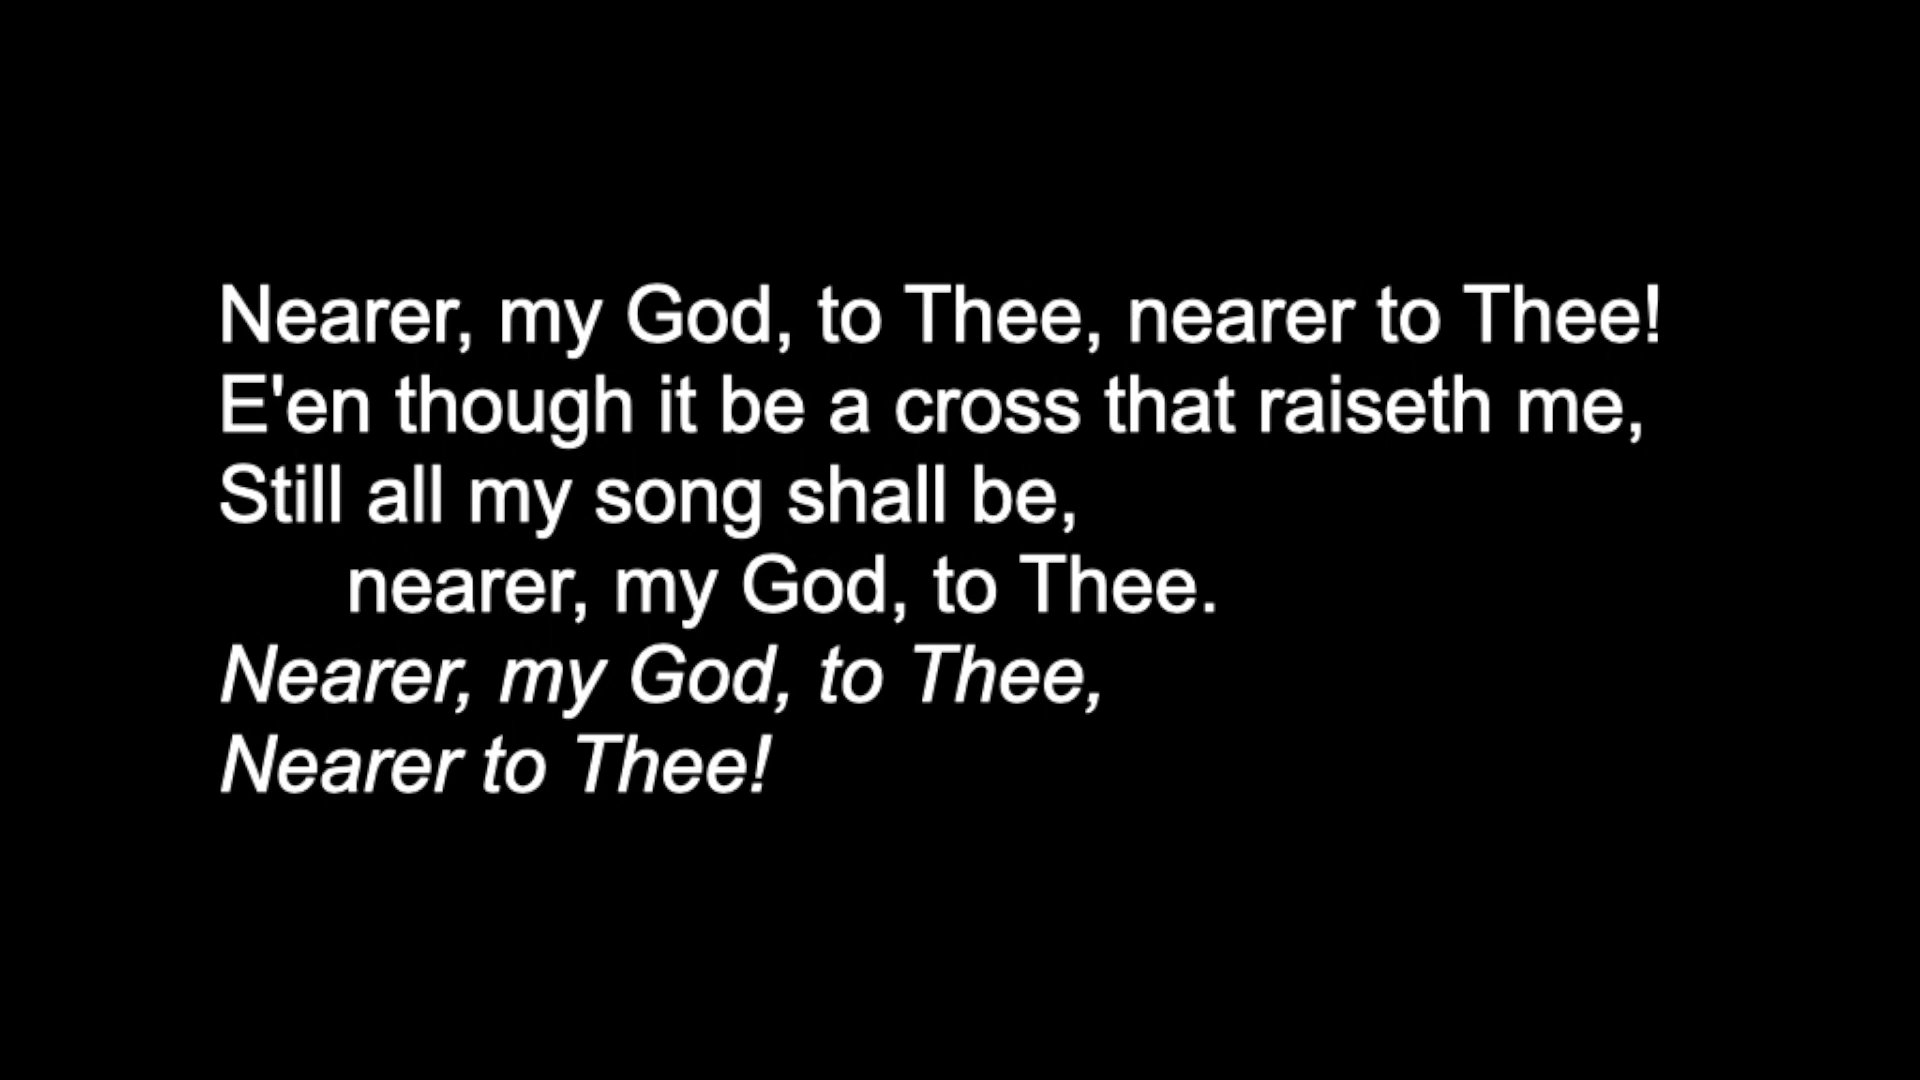 Nearer, my God, to Thee, nearer to Thee!
E'en though it be a cross that raiseth me,
Still all my song shall be,
nearer, my God, to Thee.
Nearer, my God, to Thee,
Nearer to Thee!